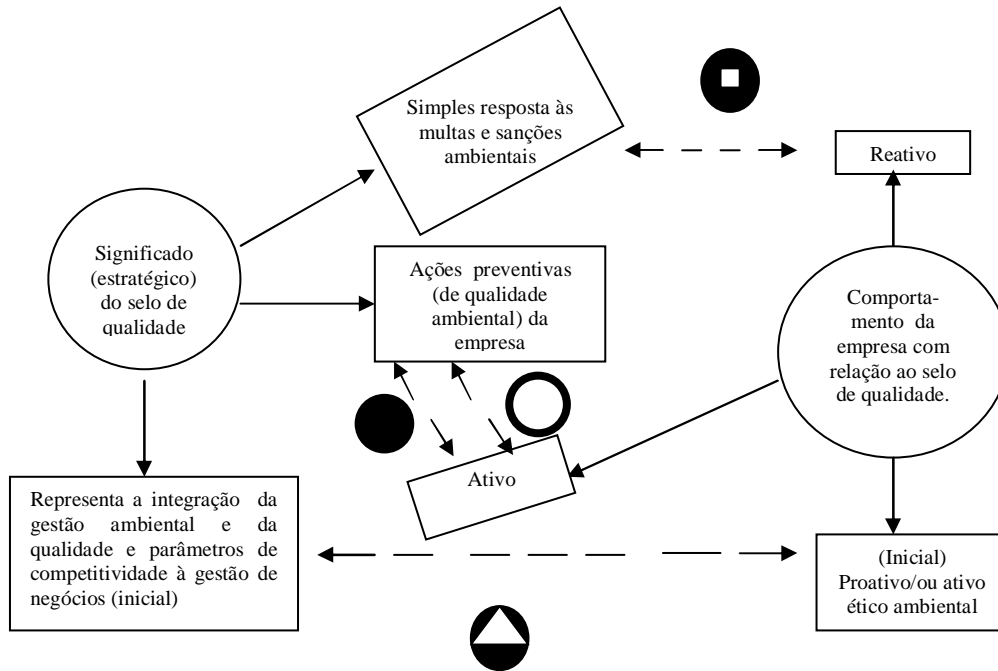 Simples resposta às
multas e sanções
ambientais
Reativo
Significado
(estratégico)
do selo de
qualidade
Ações preventivas
(de qualidade
ambiental) da
empresa
Comporta-
mento da
empresa com
relação ao selo
de qualidade.
Ativo
Representa a integração da
gestão ambiental e da
qualidade e parâmetros de
competitividade à gestão de
negócios (inicial)
(Inicial)
Proativo/ou ativo
ético ambiental